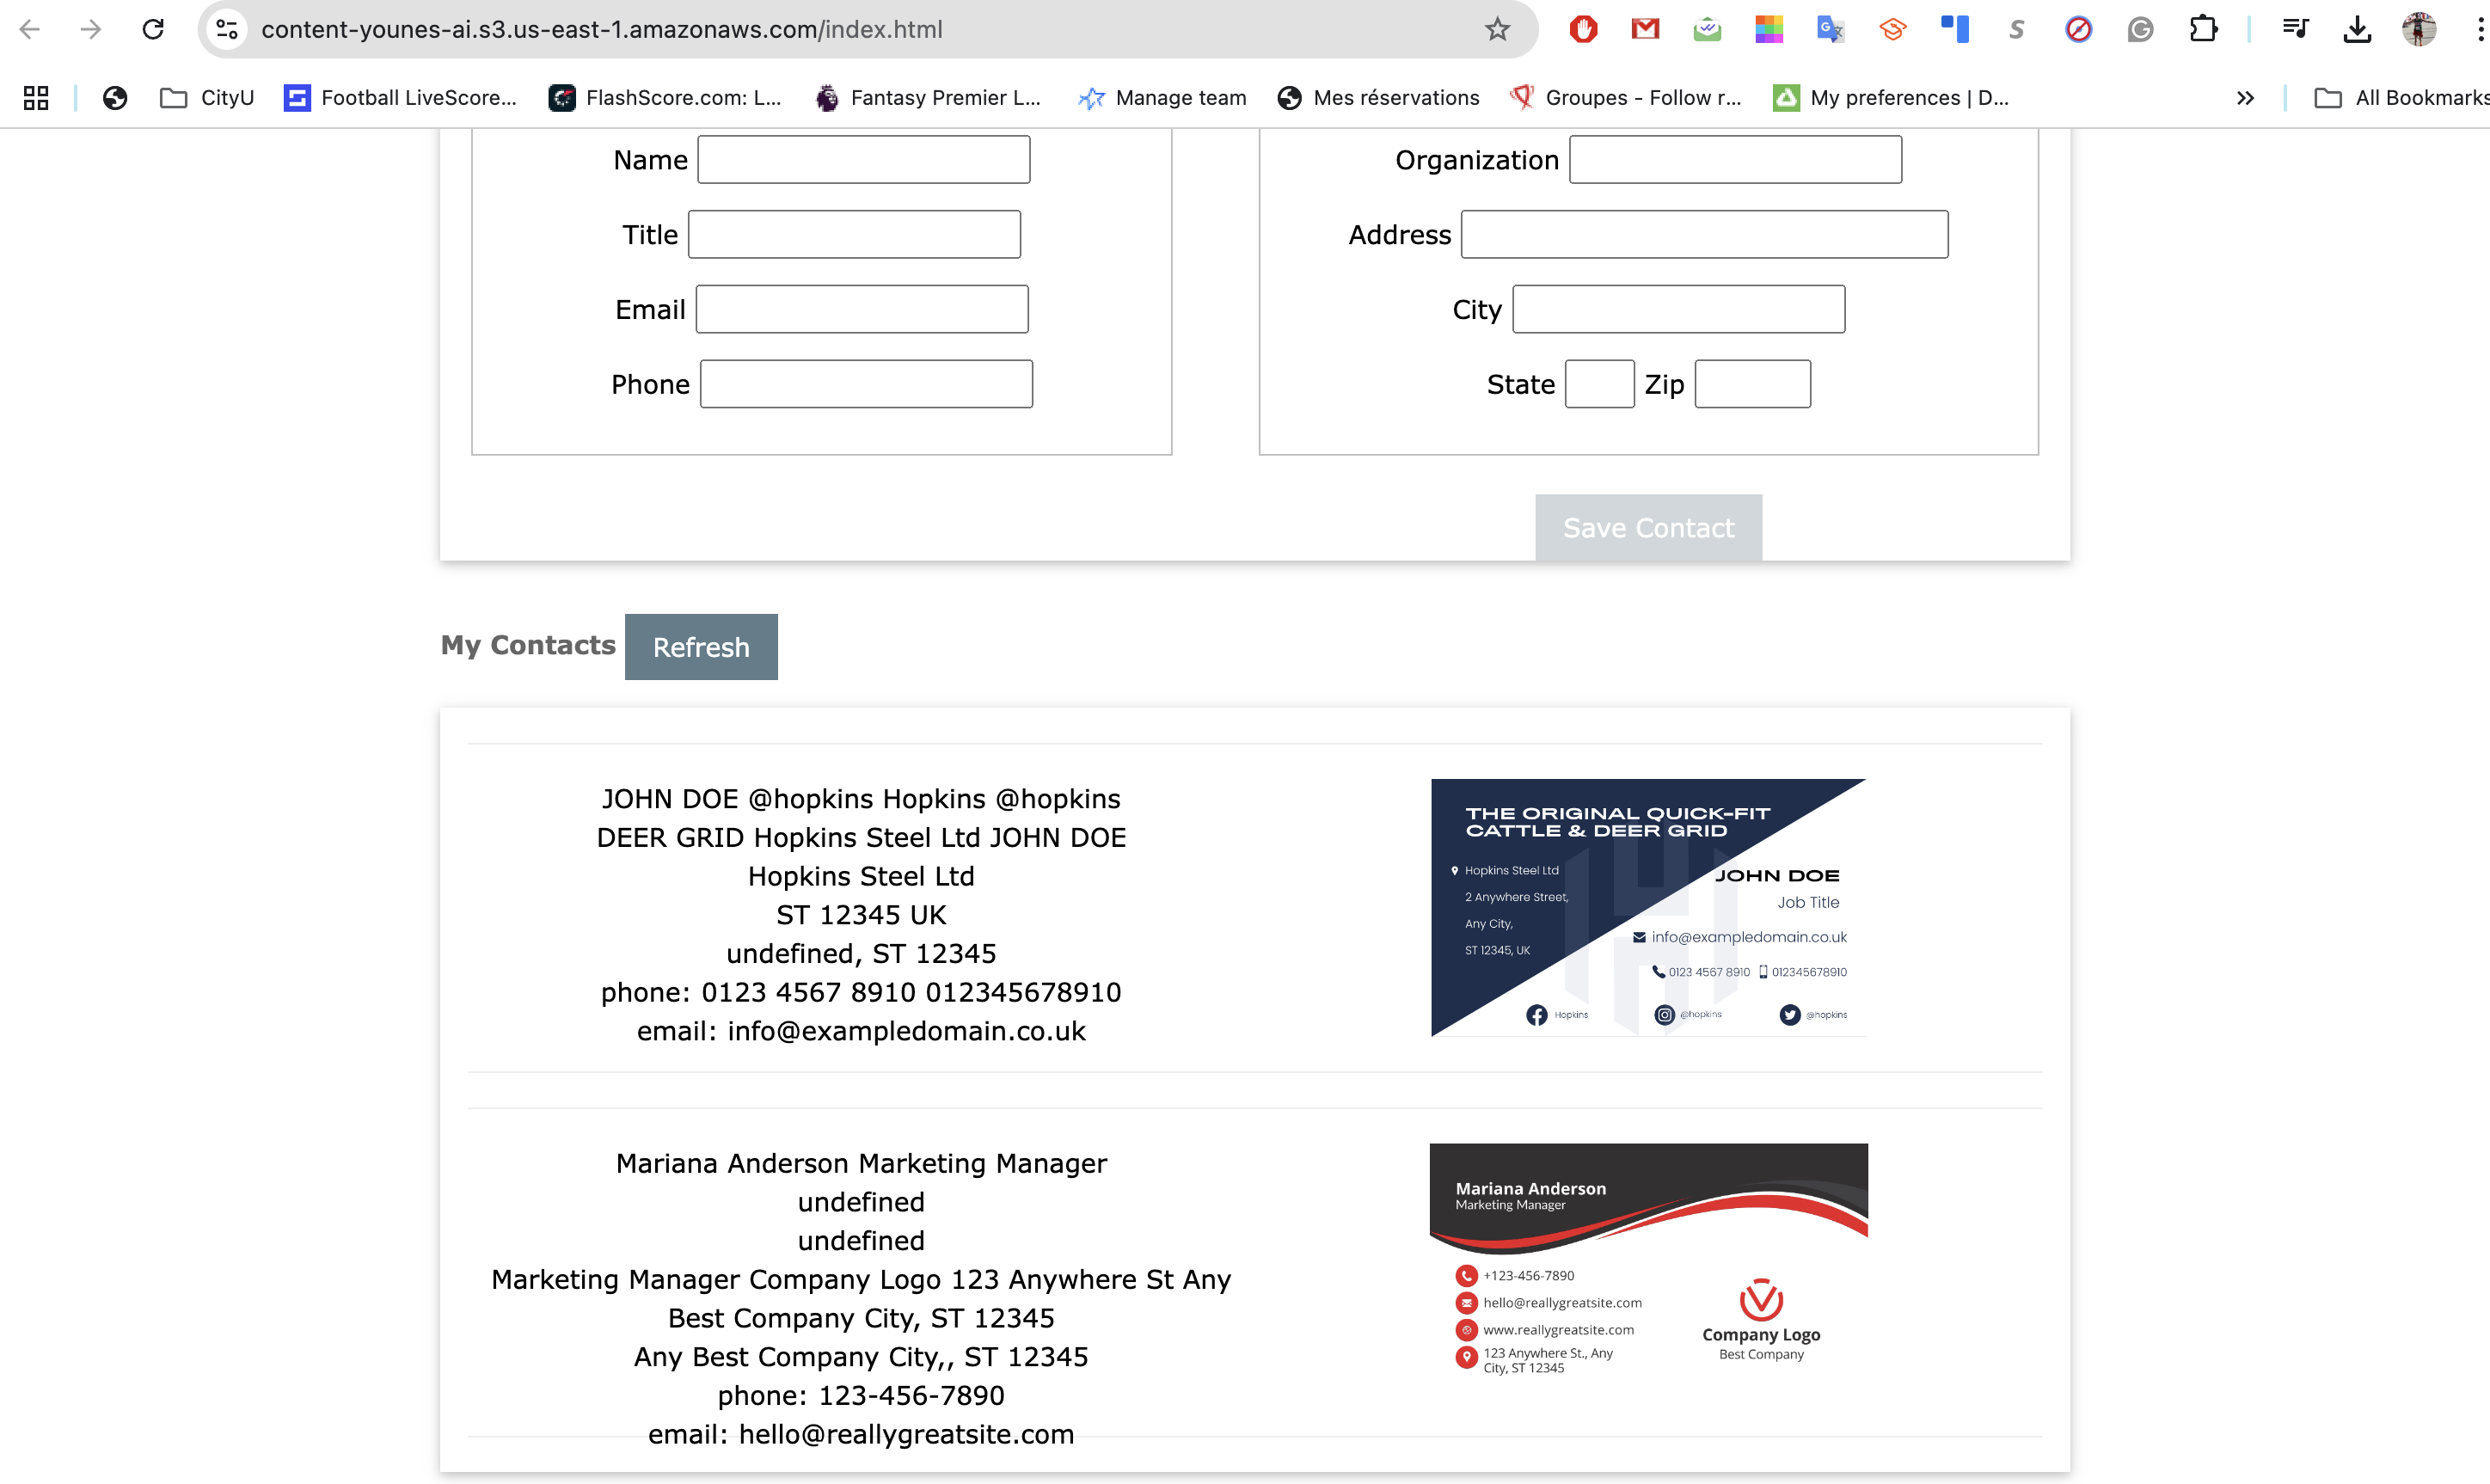 content-younes-ai.s3.us-east-1.amazonaws.com/index.html
CityU
Football LiveScore...
FlashScore.com: L...
Fantasy Premier L...
Manage team
Mes réservations
Groupes - Follow r...
My preferences | D...
All Bookmarks
Name
Title
Email
Phone
Organization
Address
City
State Zip
Save Contact
My Contacts Refresh
JOHN DOE @hopkins Hopkins @hopkins
DEER GRID Hopkins Steel Ltd JOHN DOE
Hopkins Steel Ltd
ST 12345 UK
undefined, ST 12345
phone: 0123 4567 8910 012345678910
email: info@exampledomain.co.uk
THE ORIGINAL QUICK-FIT
CATTLE & DEER GRID
Hopkins Steel Ltd
2 Anywhere Street,
Any City,
ST 12345, UK
JOHN DOE
Job Title
info@exampledomain.co.uk
0123 4567 8910 012345678910
Hopkins @hopkins @hopkins
Mariana Anderson Marketing Manager
undefined
undefined
Marketing Manager Company Logo 123 Anywhere St Any
Best Company City, ST 12345
Any Best Company City,, ST 12345
phone: 123-456-7890
email: hello@reallygreatsite.com
Mariana Anderson
Marketing Manager
+123-456-7890
hello@reallygreatsite.com
www.reallygreatsite.com
123 Anywhere St., Any
City, ST 12345
Company Logo
Best Company